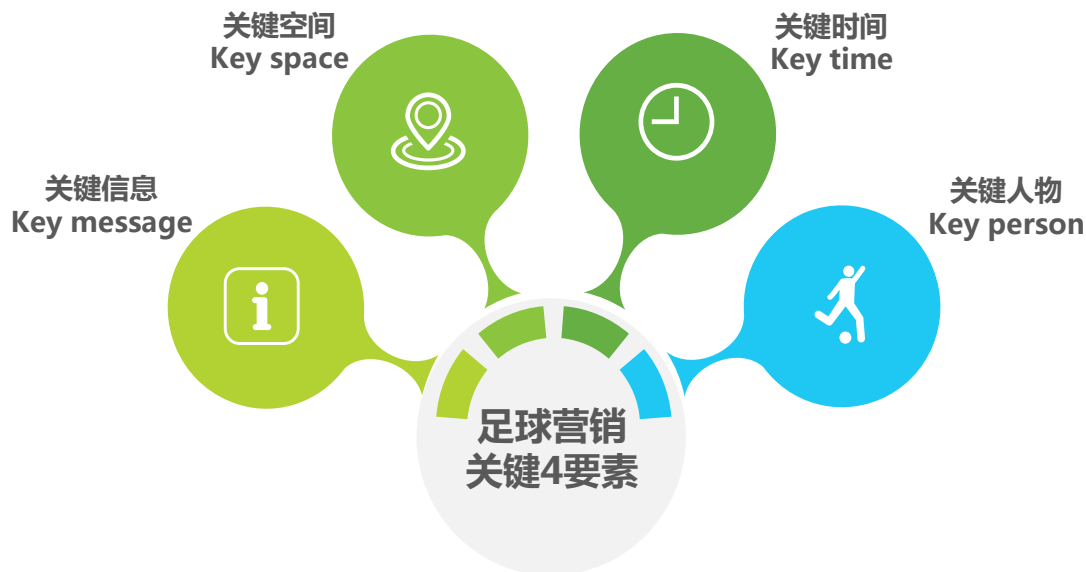 关键空间
Key space
关键时间
Key time
关键信息
Key message
关键人物
Key person
足球营销
关键4要素